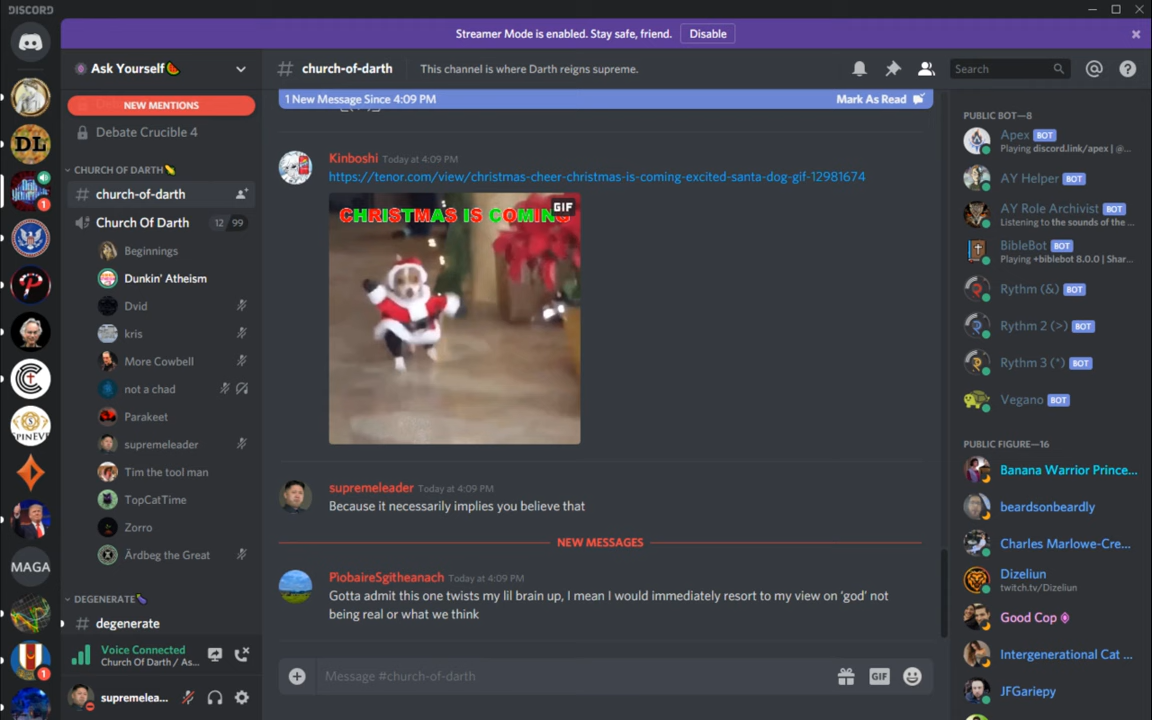 DISCORD
Streamer Mode is enabled. Stay safe, friend.
Disable
Ask Yourself🍉
NEW MENTIONS
Debate Crucible 4
CHURCH OF DARTH
church-of-darth
Church Of Darth
12 99
Beginnings
Dunkin' Atheism
Dvid
kris
More Cowbell
not a chad
Parakeet
supremeleader
Tim the tool man
TopCatTime
Zorro
Ärdbeg the Great
DEGENERATE🍆
# degenerate
Voice Connected
Church Of Darth / As...
supremelea...
DL
SPINEVE
MAGA
1
1
# church-of-darth
This channel is where Darth reigns supreme.
Search
1 New Message Since 4:09 PM
Mark As Read
Kinboshi Today at 4:09 PM
https://tenor.com/view/christmas-cheer-christmas-is-coming-excited-santa-dog-gif-12981674
CHRISTMAS IS COMING
GIF
supremeleader Today at 4:09 PM
Because it necessarily implies you believe that
NEW MESSAGES
PìobaireSgitheanach Today at 4:09 PM
Gotta admit this one twists my lil brain up, I mean I would immediately resort to my view on 'god' not
being real or what we think
Message #church-of-darth
GIF
PUBLIC BOT—8
Apex BOT
Playing discord.link/apex | @...
AY Helper BOT
AY Role Archivist BOT
Listening to the sounds of the ...
BibleBot BOT
Playing +biblebot 8.0.0 | Shar...
Rythm (&) BOT
Rythm 2 (>) BOT
Rythm 3 (*) BOT
Vegano BOT
PUBLIC FIGURE—16
Banana Warrior Prince...
beardsonbeardly
Charles Marlowe-Cre...
Dizeliun
twitch.tv/Dizeliun
Good Cop
Intergenerational Cat ...
JFGariepy